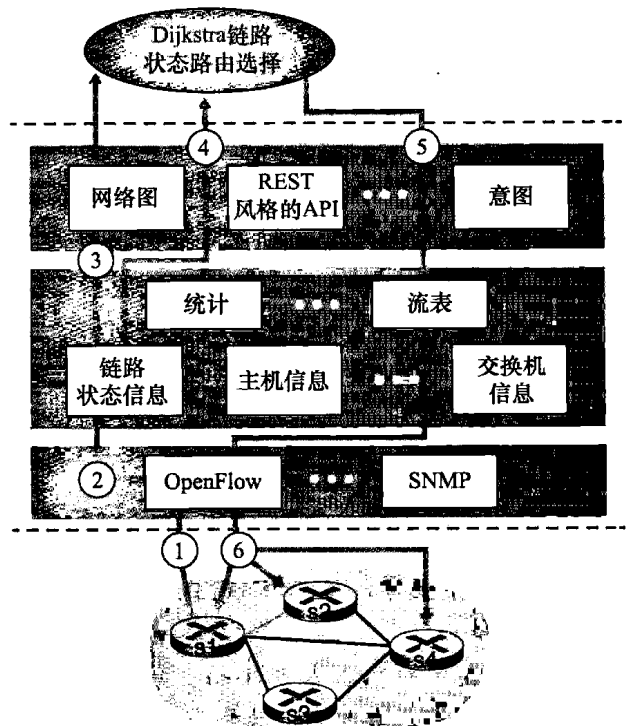 Dijkstra链路
状态路由选择
4
5
网络图
REST
风格的API
意图
3
统计
流表
链路
状态信息
主机信息
交换机
信息
2
OpenFlow
SNMP
1
6
s2
s1
s4
s3